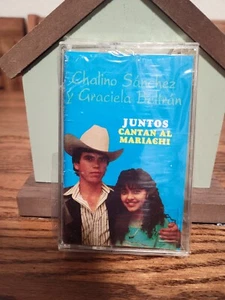 Chalino Sánchez
y Graciela Beltrán
JUNTOS
CANTAN AL
MARIACHI